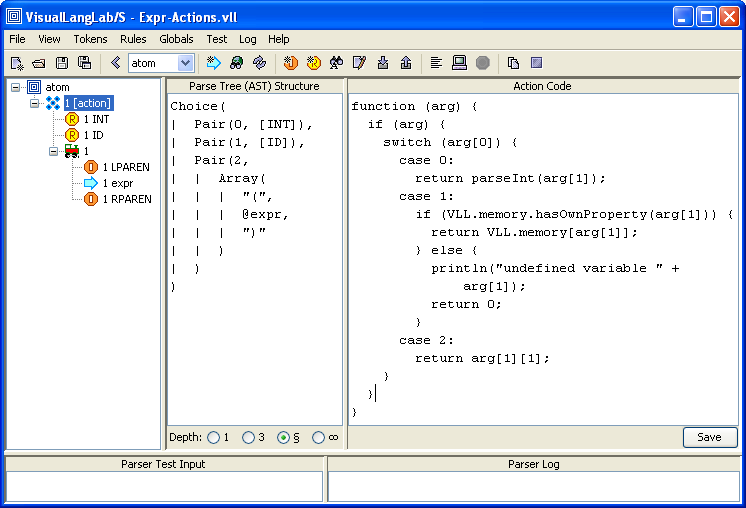 VisualLangLab/S - Expr-Actions.vll
File View Tokens Rules Globals Test Log Help
atom
atom
1 [action]
1 INT
1 ID
1
1 LPAREN
1 expr
1 RPAREN
Parse Tree (AST) Structure
Choice(
| Pair(0, [INT]),
| Pair(1, [ID]),
| Pair(2,
| | Array(
| | | "(",
| | | @expr,
| | | ")"
| | )
| )
)
Depth: 1 3 § ∞
Action Code
function (arg) {
  if (arg) {
    switch (arg[0]) {
      case 0:
        return parseInt(arg[1]);
      case 1:
        if (VLL.memory.hasOwnProperty(arg[1])) {
          return VLL.memory[arg[1]];
        } else {
          println("undefined variable " +
              arg[1]);
          return 0;
        }
      case 2:
        return arg[1][1];
    }
  }
}
Save
Parser Test Input
Parser Log